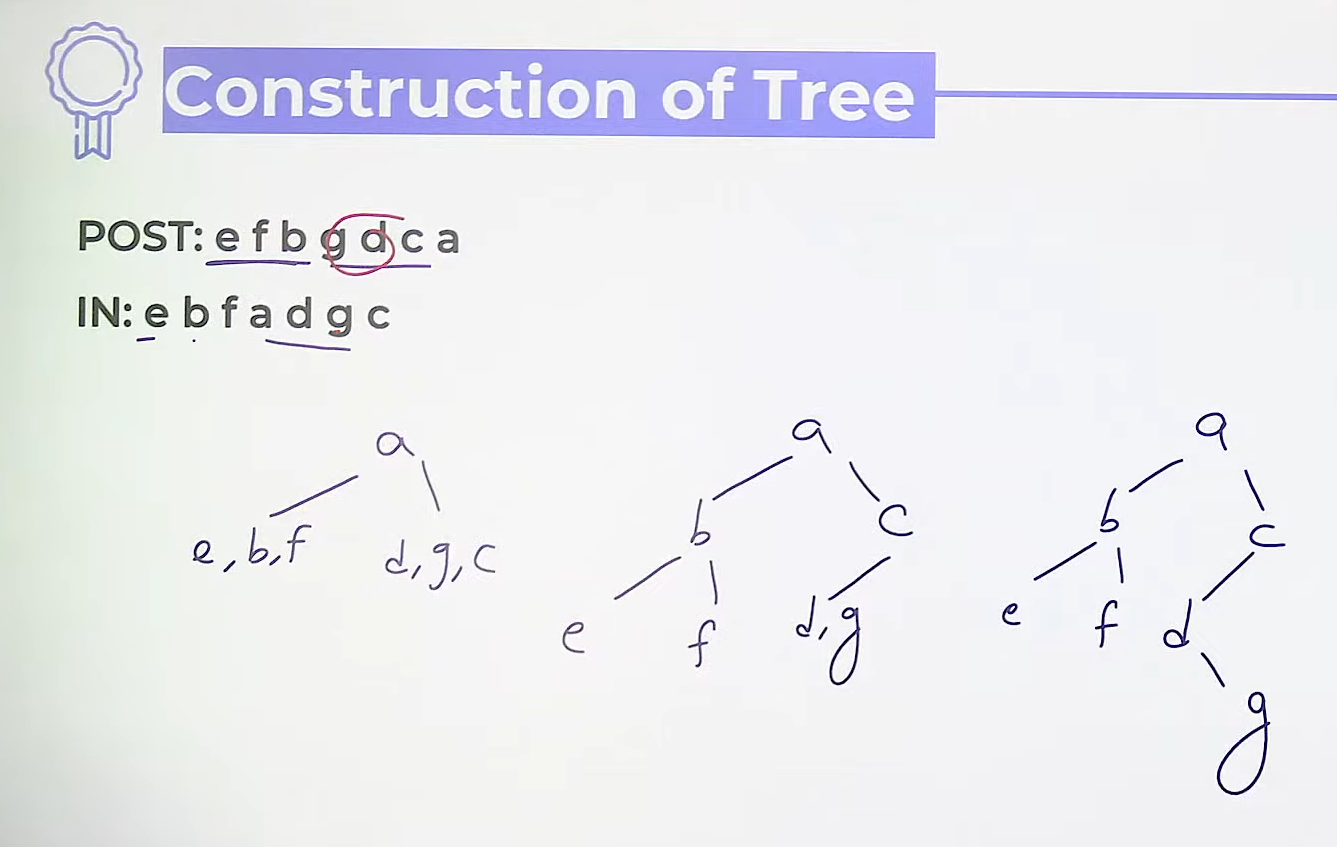 Construction of Tree
POST: e f b g d c a
IN: e b f a d g c
a
e, b, f d, g, c
a
b c
e f d, g
a
b c
e f d
g